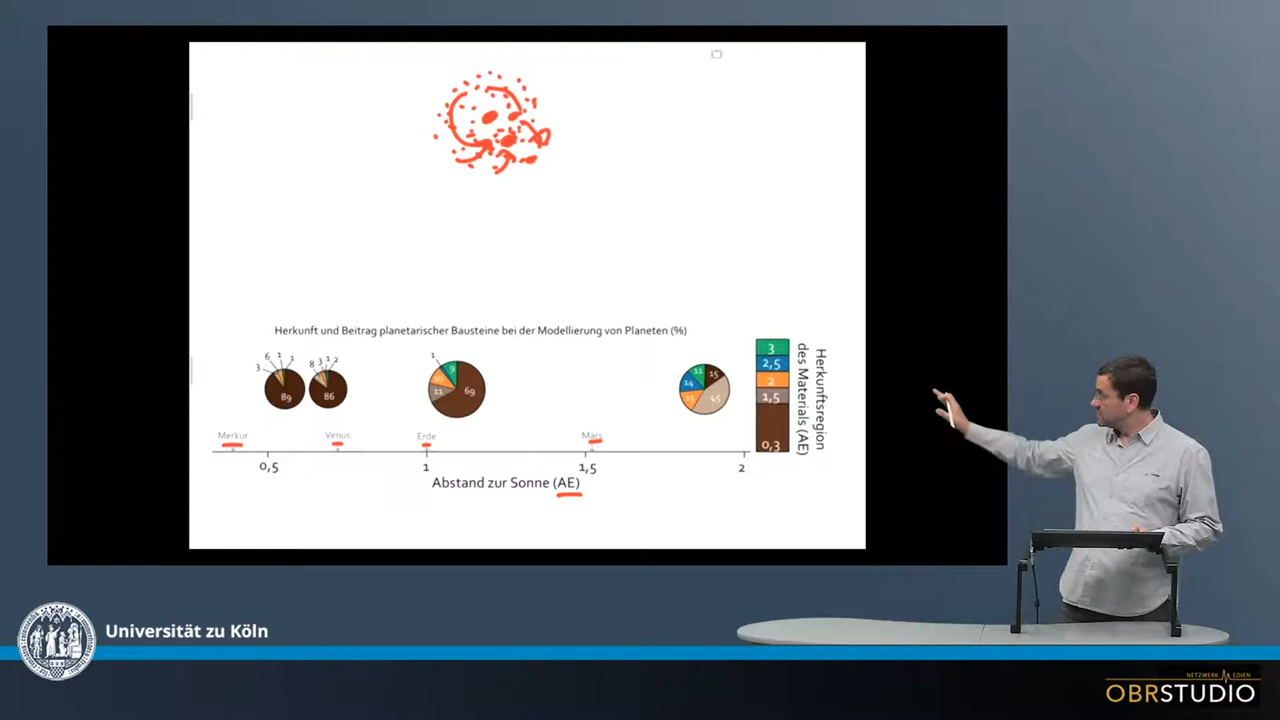 Herkunft und Beitrag planetarischer Bausteine bei der Modellierung von Planeten (%)
3 6 1 1
89
8 3 1 2
86
1
9
10
11
69
11
15
14
15
45
3
2,5
2
1,5
0,3
Herkunftsregion
des Materials (AE)
Merkur Venus Erde Mars
0,5 1 1,5 2
Abstand zur Sonne (AE)
Universität zu Köln
NETZWERK MEDIEN
OBRSTUDIO